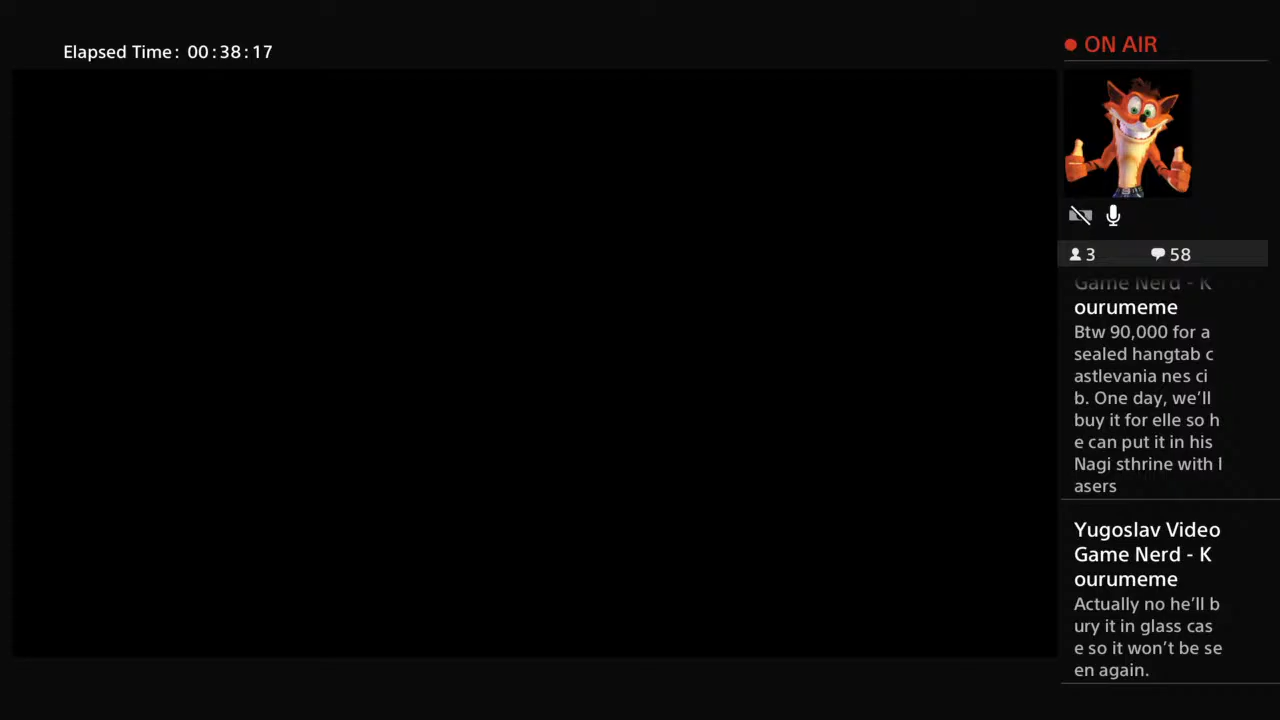 Elapsed Time: 00:38:17
ON AIR
3 58
Game Nerd - K
ourumeme
Btw 90,000 for a
sealed hangtab c
astlevania nes ci
b. One day, we'll
buy it for elle so h
e can put it in his
Nagi sthrine with l
asers
Yugoslav Video
Game Nerd - K
ourumeme
Actually no he'll b
ury it in glass cas
e so it won't be se
en again.